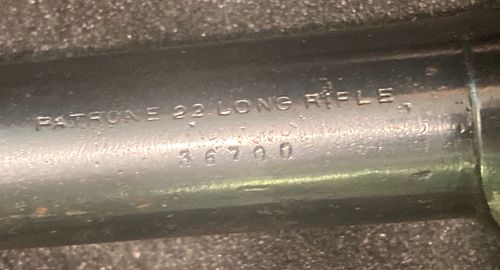 PATRONE 22 LONG RIFLE
36700